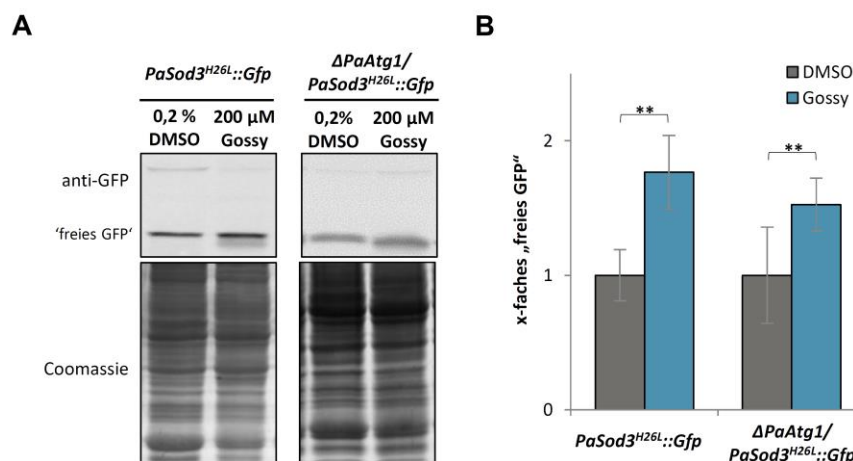 A
PaSod3ᴴ²⁶ᴸ::Gfp
ΔPaAtg1/
PaSod3ᴴ²⁶ᴸ::Gfp
0,2 %
DMSO
200 µM
Gossy
0,2%
DMSO
200 µM
Gossy
anti-GFP
'freies GFP'
Coomassie
B
DMSO
Gossy
x-faches „freies GFP“
2
1
0
**
**
PaSod3ᴴ²⁶ᴸ::Gfp
ΔPaAtg1/
PaSod3ᴴ²⁶ᴸ::Gfp